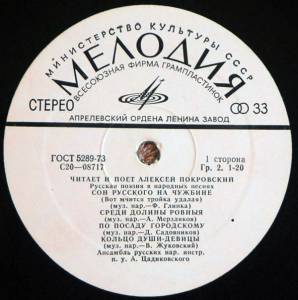 МИНИСТЕРСТВО КУЛЬТУРЫ СССР
МЕЛОДИЯ
ВСЕСОЮЗНАЯ ФИРМА ГРАМПЛАСТИНОК
СТЕРЕО
33
АПРЕЛЕВСКИЙ ОРДЕНА ЛЕНИНА ЗАВОД
ГОСТ 5289-73
С20—08717
1 сторона
Гр. 2. 1-20
ЧИТАЕТ И ПОЕТ АЛЕКСЕЙ ПОКРОВСКИЙ
Русская поэзия в народных песнях
СОН РУССКОГО НА ЧУЖБИНЕ
(Вот мчится тройка удалая)
(муз. нар.—Ф. Глинка)
СРЕДИ ДОЛИНЫ РОВНЫЯ
(муз. нар.—А. Мерзляков)
ПО ПОСАДУ ГОРОДСКОМУ
(муз. нар.—Д. Садовников)
КОЛЬЦО ДУШИ-ДЕВИЦЫ
(муз. нар.—В. Жуковский)
Ансамбль русских нар. инстр.
п. у. А. Цадиковского